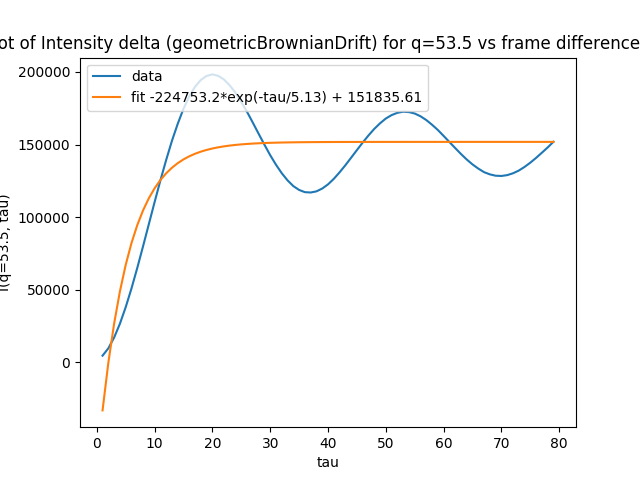 ot of Intensity delta (geometricBrownianDrift) for q=53.5 vs frame difference
data
fit -224753.2*exp(-tau/5.13) + 151835.61
200000
150000
100000
50000
0
I(q=53.5, tau)
0 10 20 30 40 50 60 70 80
tau